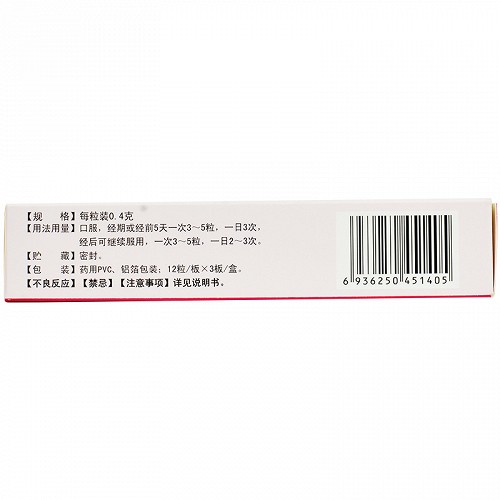 【规　格】每粒装0.4克
【用法用量】口服，经期或经前5天一次3～5粒，一日3次，
经后可继续服用，一次3～5粒，一日2～3次。
【贮　藏】密封。
【包　装】药用PVC、铝箔包装；12粒/板×3板/盒。
【不良反应】【禁忌】【注意事项】详见说明书。
6 936250 451405